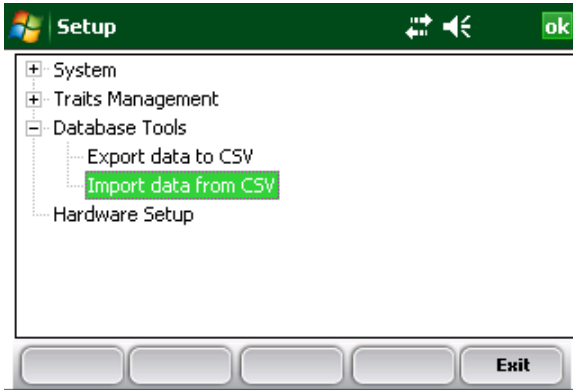 Setup
ok
System
Traits Management
Database Tools
Export data to CSV
Import data from CSV
Hardware Setup
Exit